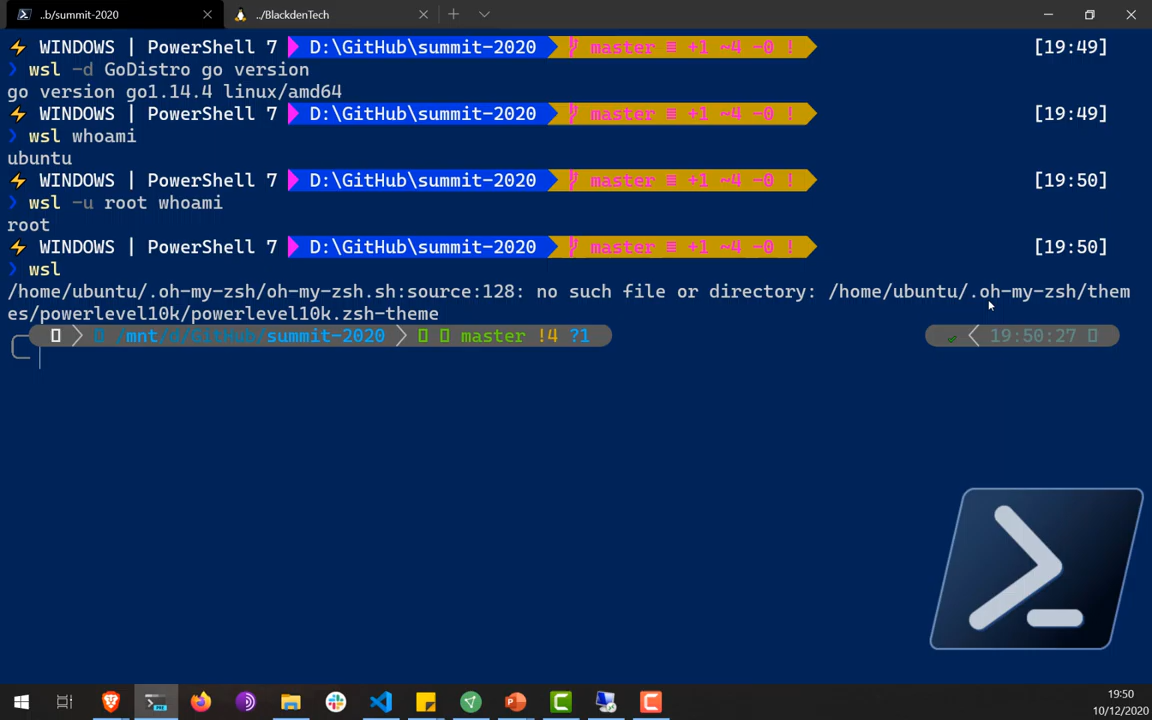 ..b/summit-2020
../BlackdenTech
WINDOWS | PowerShell 7 D:\GitHub\summit-2020 master ≡ +1 ~4 -0 ! [19:49]
❯ wsl -d GoDistro go version
go version go1.14.4 linux/amd64
WINDOWS | PowerShell 7 D:\GitHub\summit-2020 master ≡ +1 ~4 -0 ! [19:49]
❯ wsl whoami
ubuntu
WINDOWS | PowerShell 7 D:\GitHub\summit-2020 master ≡ +1 ~4 -0 ! [19:50]
❯ wsl -u root whoami
root
WINDOWS | PowerShell 7 D:\GitHub\summit-2020 master ≡ +1 ~4 -0 ! [19:50]
❯ wsl
/home/ubuntu/.oh-my-zsh/oh-my-zsh.sh:source:128: no such file or directory: /home/ubuntu/.oh-my-zsh/them
es/powerlevel10k/powerlevel10k.zsh-theme
/mnt/d/GitHub/summit-2020 master !4 ?1 19:50:27
19:50
10/12/2020